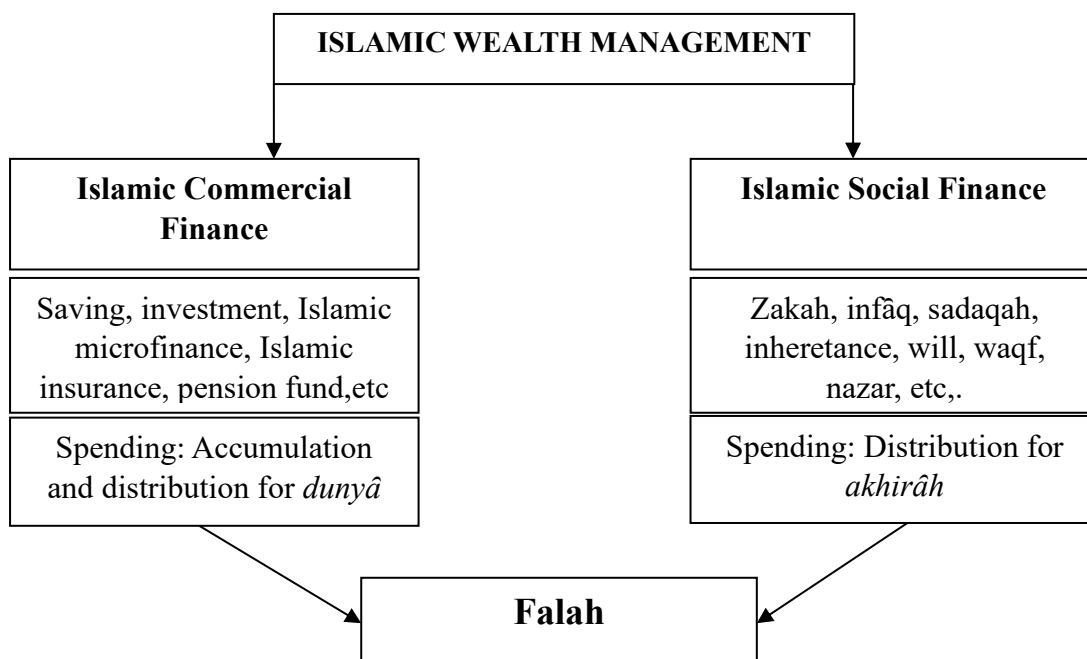 ISLAMIC WEALTH MANAGEMENT
Islamic Commercial
Finance
Saving, investment, Islamic
microfinance, Islamic
insurance, pension fund,etc
Spending: Accumulation
and distribution for dunyâ
Islamic Social Finance
Zakah, infâq, sadaqah,
inheretance, will, waqf,
nazar, etc,.
Spending: Distribution for
akhirâh
Falah